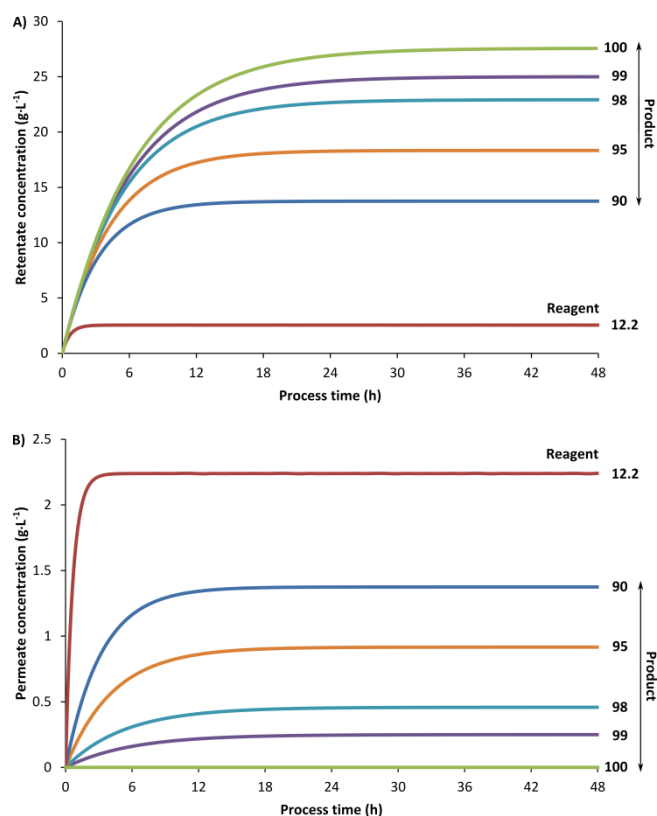 A)
Retentate concentration (g·L⁻¹)
30
25
20
15
10
5
0
0 6 12 18 24 30 36 42 48
Process time (h)
100
99
98
95
90
Product
Reagent
12.2
B)
Permeate concentration (g·L⁻¹)
2.5
2
1.5
1
0.5
0
0 6 12 18 24 30 36 42 48
Process time (h)
Reagent
12.2
90
95
98
99
100
Product